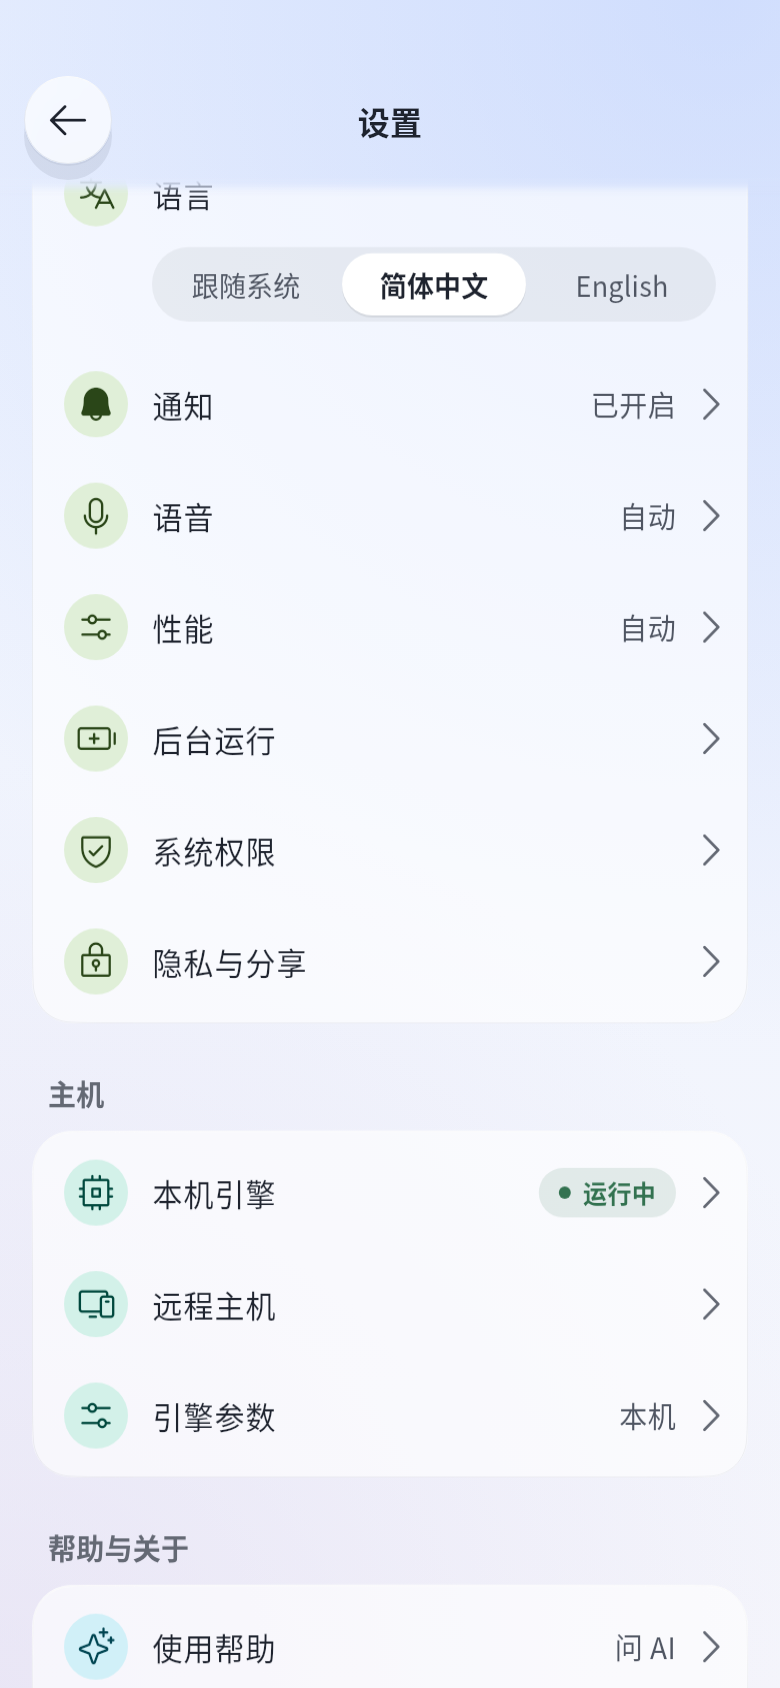 设置
语言
跟随系统
简体中文
English
通知
已开启
语音
自动
性能
自动
后台运行
系统权限
隐私与分享
主机
本机引擎
运行中
远程主机
引擎参数
本机
帮助与关于
使用帮助
问 AI